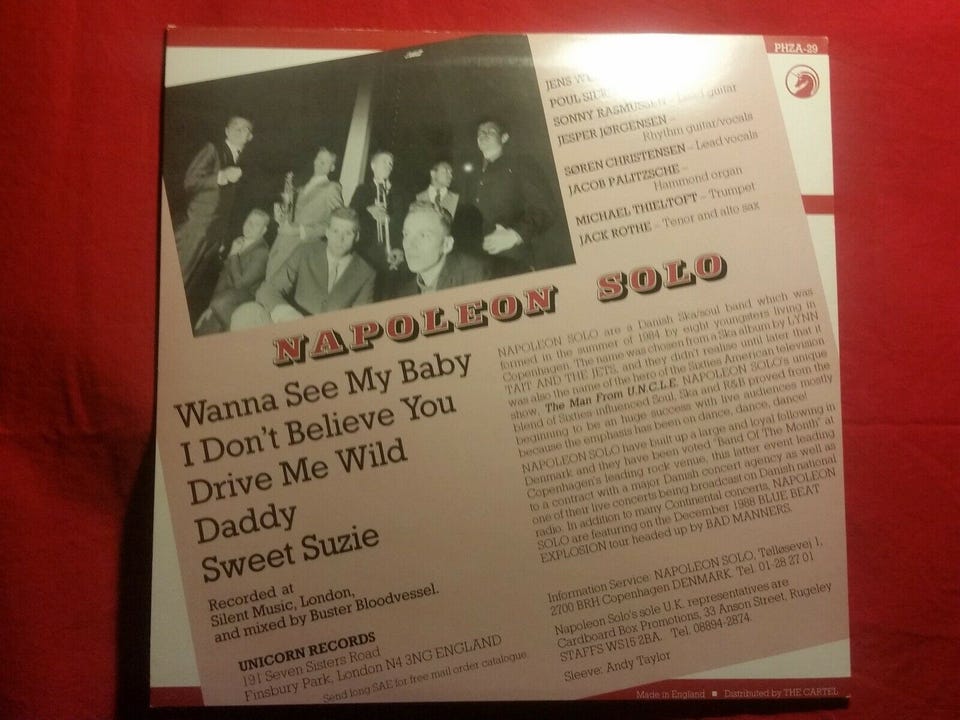 PHZA-29
JENS
POUL
SONNY RASMUSSEN – Lead guitar
JESPER JØRGENSEN –
Rhythm guitar/vocals
SØREN CHRISTENSEN – Lead vocals
JACOB PALITZSCHE –
Hammond organ
MICHAEL THIELTOFT – Trumpet
JACK ROTHE – Tenor and alto sax
NAPOLEON SOLO
Wanna See My Baby
I Don't Believe You
Drive Me Wild
Daddy
Sweet Suzie
Recorded at
Silent Music, London,
and mixed by Buster Bloodvessel.
UNICORN RECORDS
191 Seven Sisters Road
Finsbury Park, London N4 3NG ENGLAND
Send long SAE for free mail order catalogue.
NAPOLEON SOLO are a Danish Ska/soul band which was
formed in the summer of 1984 by eight youngsters living in
Copenhagen. The name was chosen from a Ska album by LYNN
TAIT AND THE JETS, and they didn't realise until later that it
was also the name of the hero of the Sixties American television
show, The Man From U.N.C.L.E. NAPOLEON SOLO's unique
blend of Sixties influenced Soul, Ska and R&B proved from the
beginning to be an huge success with live audiences mostly
because the emphasis has been on dance, dance, dance!
NAPOLEON SOLO have built up a large and loyal following in
Denmark and they have been voted "Band Of The Month" at
Copenhagen's leading rock venue, this latter event leading
to a contract with a major Danish concert agency as well as
one of their live concerts being broadcast on Danish national
radio. In addition to many Continental concerts, NAPOLEON
SOLO are featuring on the December 1988 BLUE BEAT
EXPLOSION tour headed up by BAD MANNERS.
Information Service: NAPOLEON SOLO, Tølløsevej 1,
2700 BRH Copenhagen DENMARK. Tel. 01-28 27 01
Napoleon Solo's sole U.K. representatives are
Cardboard Box Promotions, 33 Anson Street, Rugeley
STAFFS WS15 2BA. Tel. 08894-2874.
Sleeve: Andy Taylor
Made in England ■ Distributed by THE CARTEL